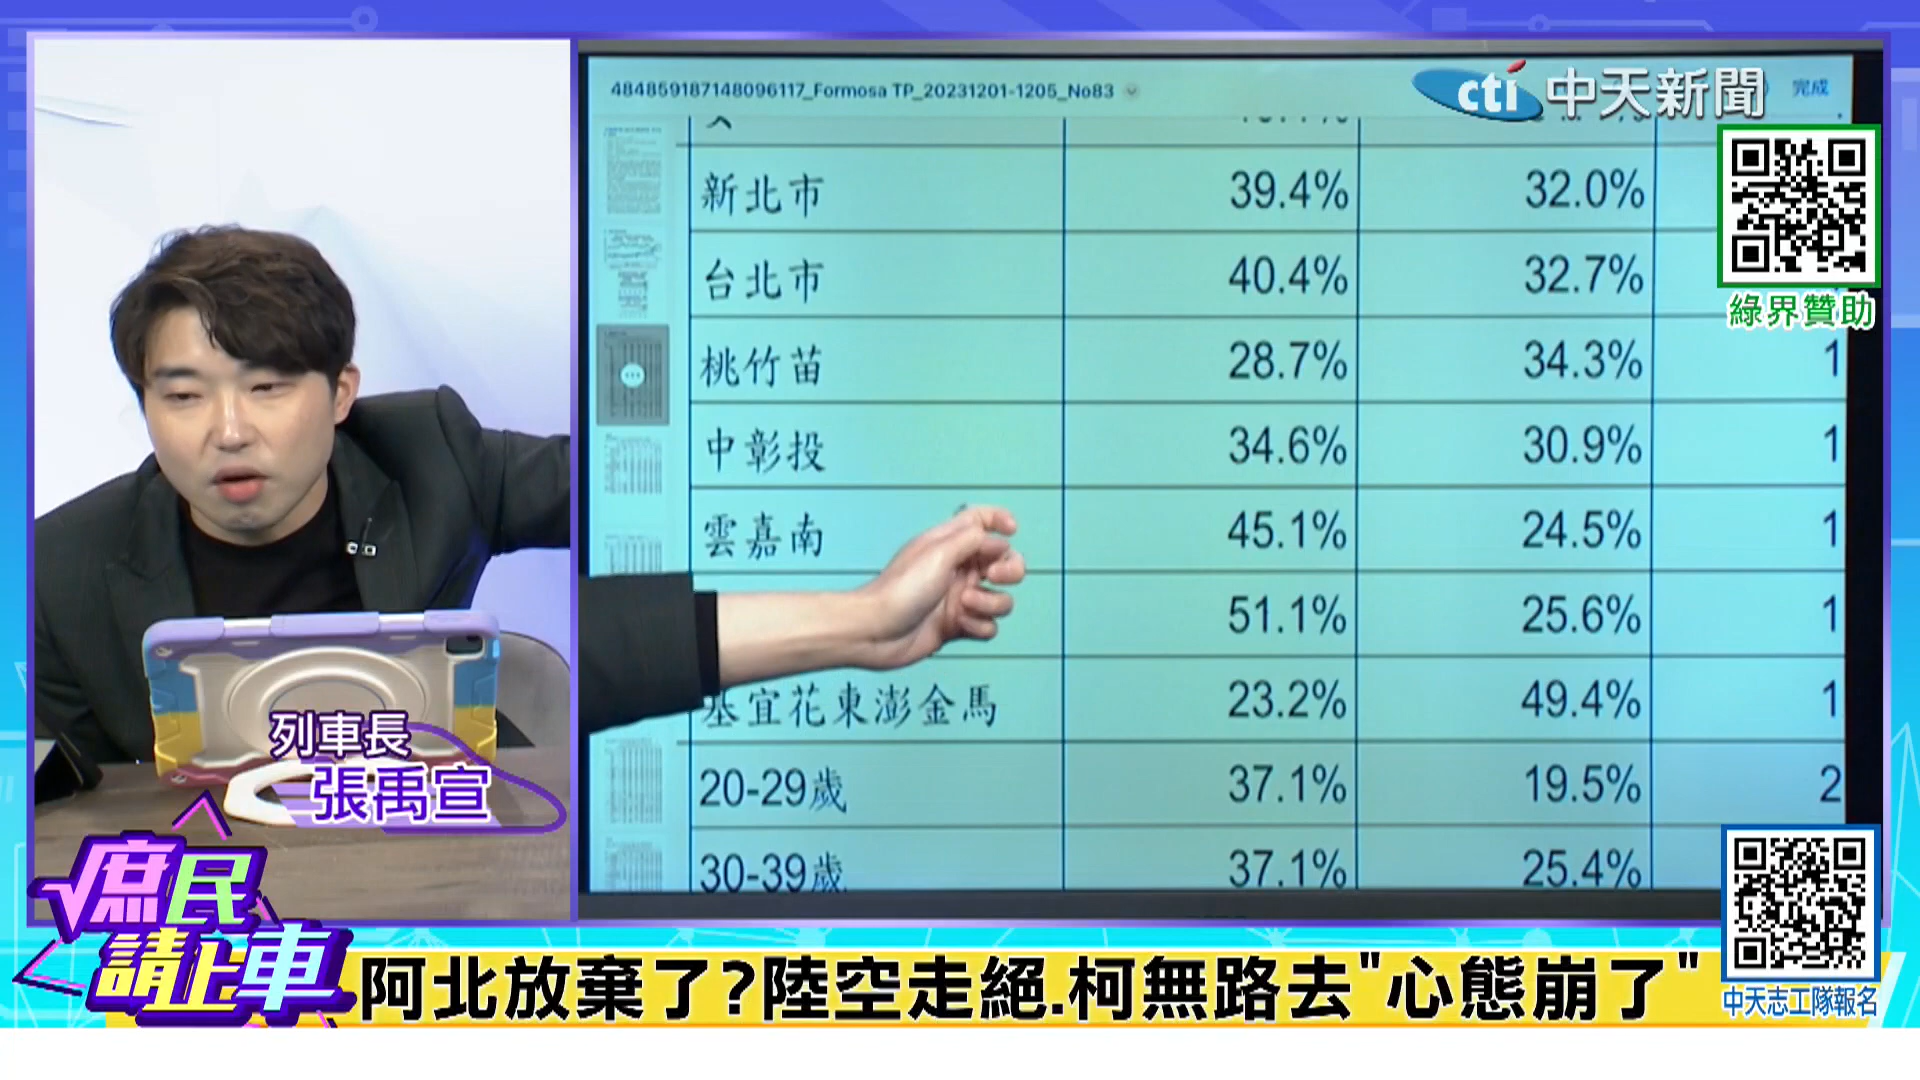 484859187148096117_Formosa TP_20231201-1205_No83
完成
cti 中天新聞
新北市 39.4% 32.0%
台北市 40.4% 32.7%
桃竹苗 28.7% 34.3% 1
中彰投 34.6% 30.9% 1
雲嘉南 45.1% 24.5% 1
51.1% 25.6% 1
基宜花東澎金馬 23.2% 49.4% 1
20-29歲 37.1% 19.5% 2
30-39歲 37.1% 25.4%
綠界贊助
列車長
張禹宣
庶民
請上車
阿北放棄了?陸空走絕.柯無路去"心態崩了"
中天志工隊報名